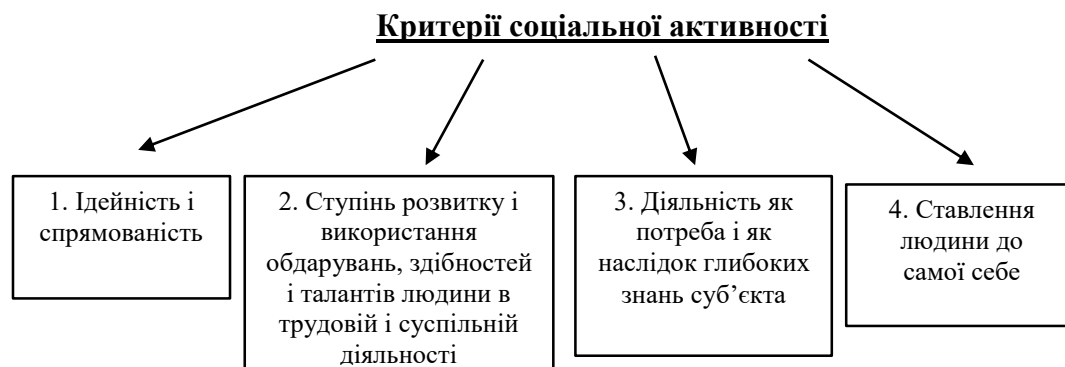 Критерії соціальної активності
1. Ідейність і
спрямованість
2. Ступінь розвитку і
використання
обдарувань, здібностей
і талантів людини в
трудовій і суспільній
діяльності
3. Діяльність як
потреба і як
наслідок глибоких
знань суб’єкта
4. Ставлення
людини до
самої себе